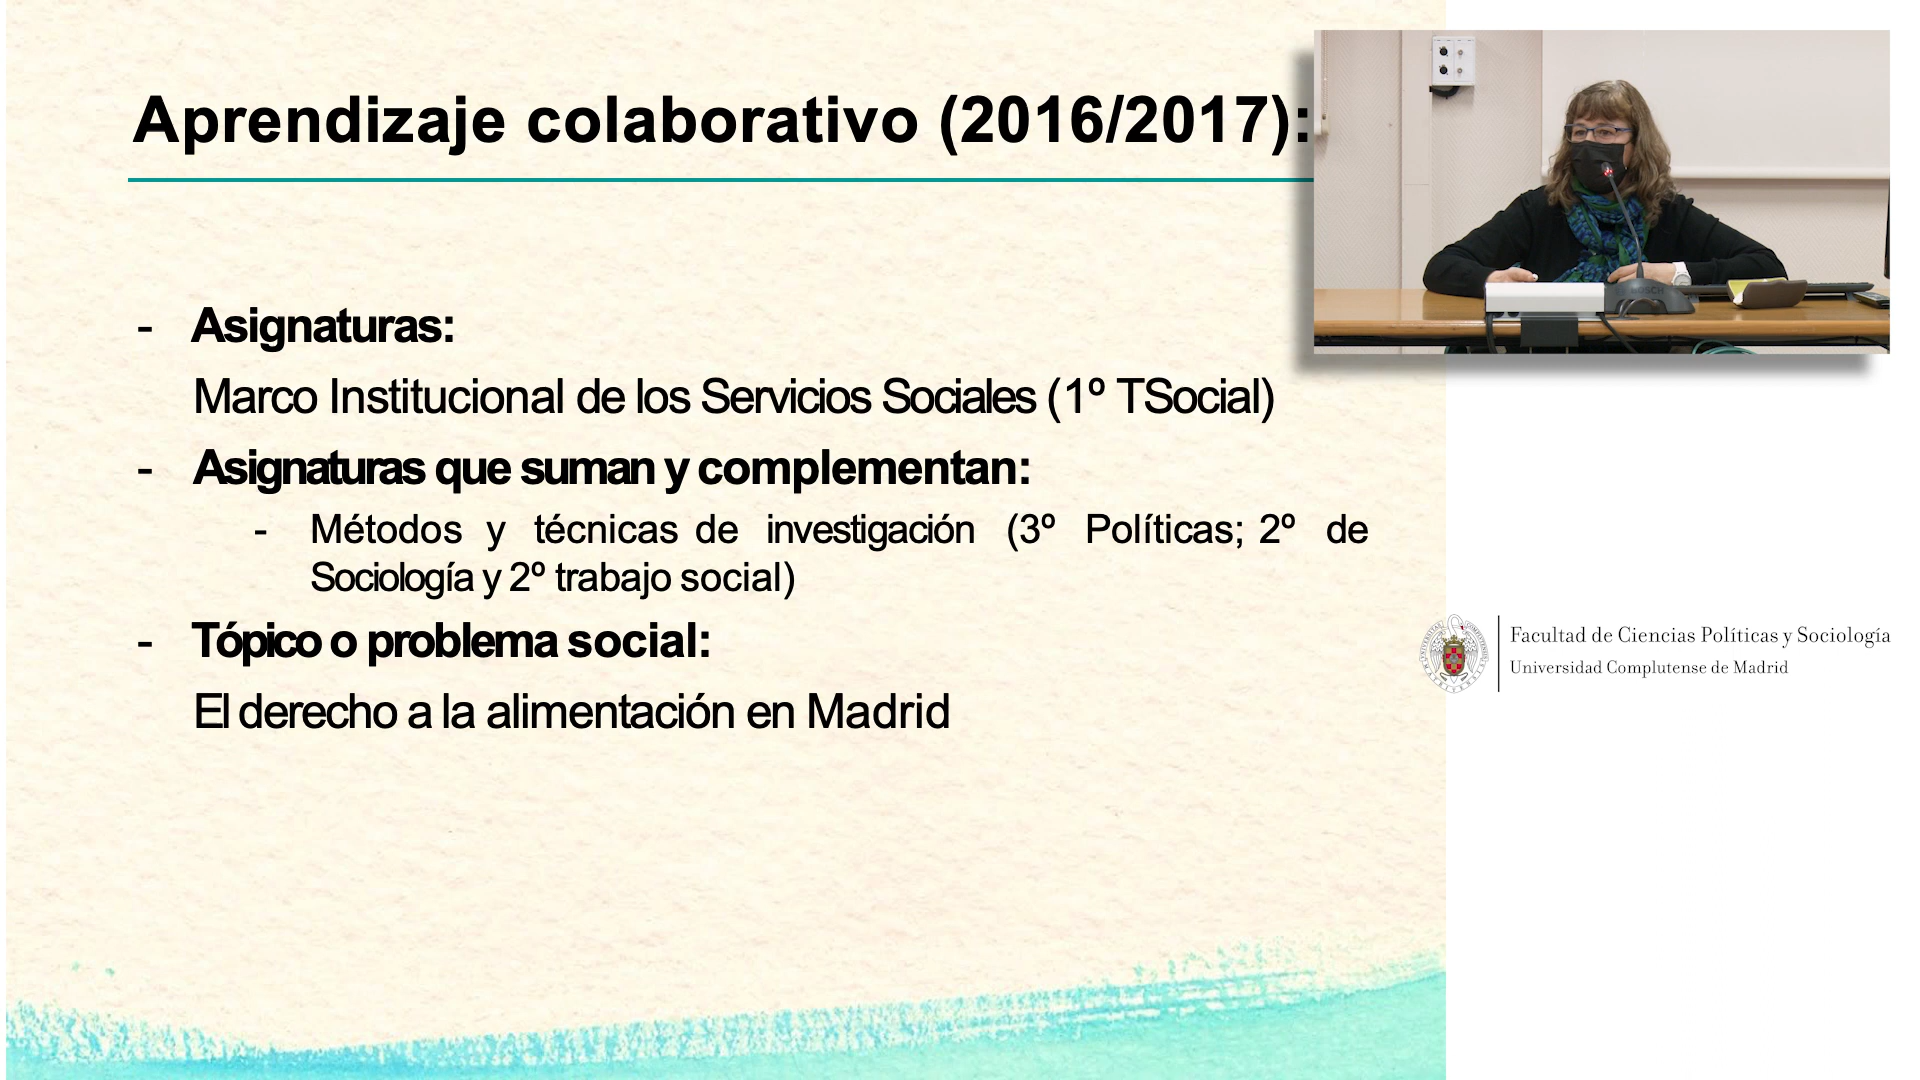 Aprendizaje colaborativo (2016/2017):
- Asignaturas:
Marco Institucional de los Servicios Sociales (1º TSocial)
- Asignaturas que suman y complementan:
- Métodos y técnicas de investigación (3º Políticas; 2º de
Sociología y 2º trabajo social)
- Tópico o problema social:
El derecho a la alimentación en Madrid
Facultad de Ciencias Políticas y Sociología
Universidad Complutense de Madrid
BOSCH